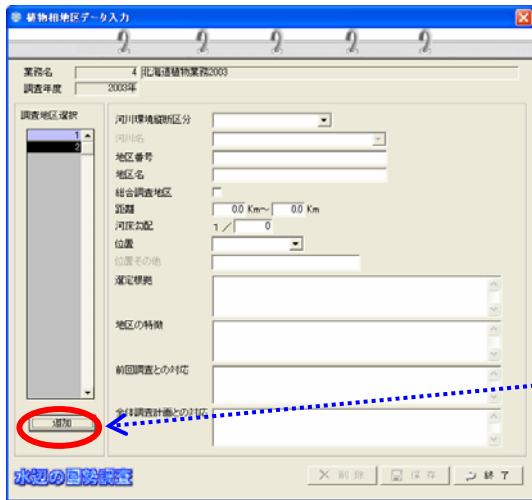 植物相地区データ入力
業務名 4 北海道植物業務2003
調査年度 2003年
調査地区選択
1
2
河川環境縦断区分
河川名
地区番号
地区名
総合調査地区
距離 0.0 Km～ 0.0 Km
河床勾配 1／ 0
位置
位置その他
選定根拠
地区の特徴
前回調査との対応
全体調査計画との対応
追加
水辺の国勢調査
削除 保存 終了